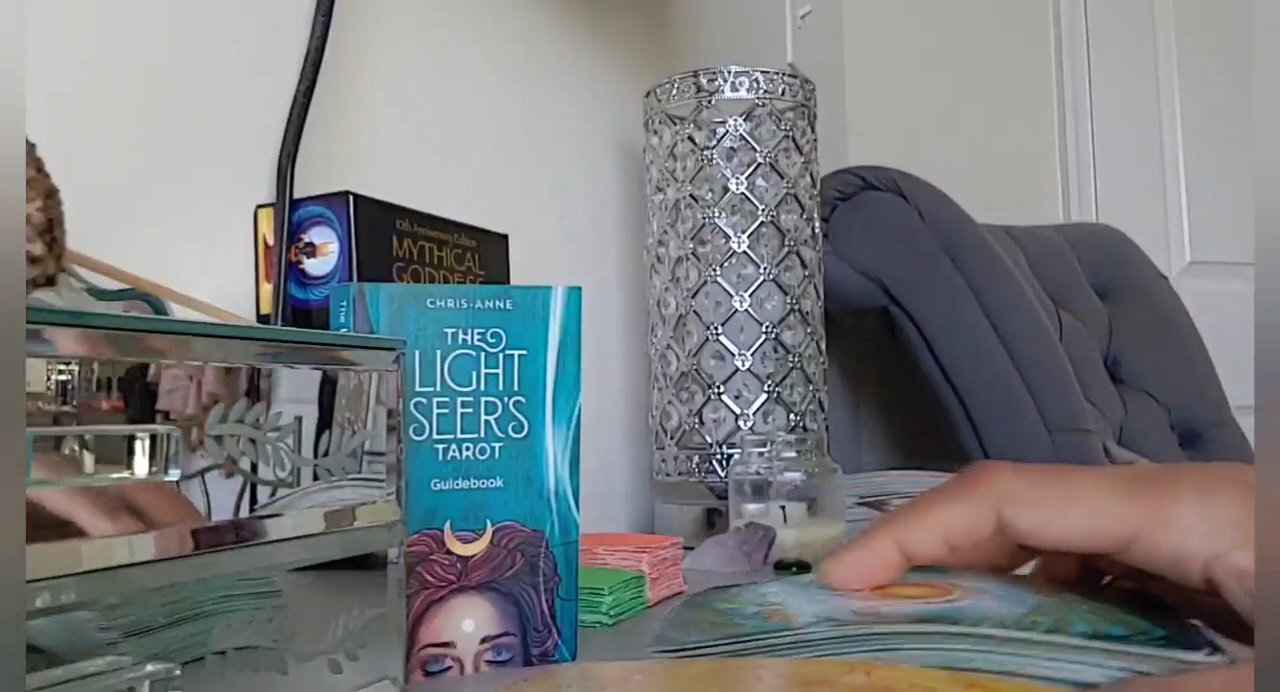 10th Anniversary Edition
MYTHICAL
GODDESS
CHRIS-ANNE
THE
LIGHT
SEER'S
TAROT
Guidebook